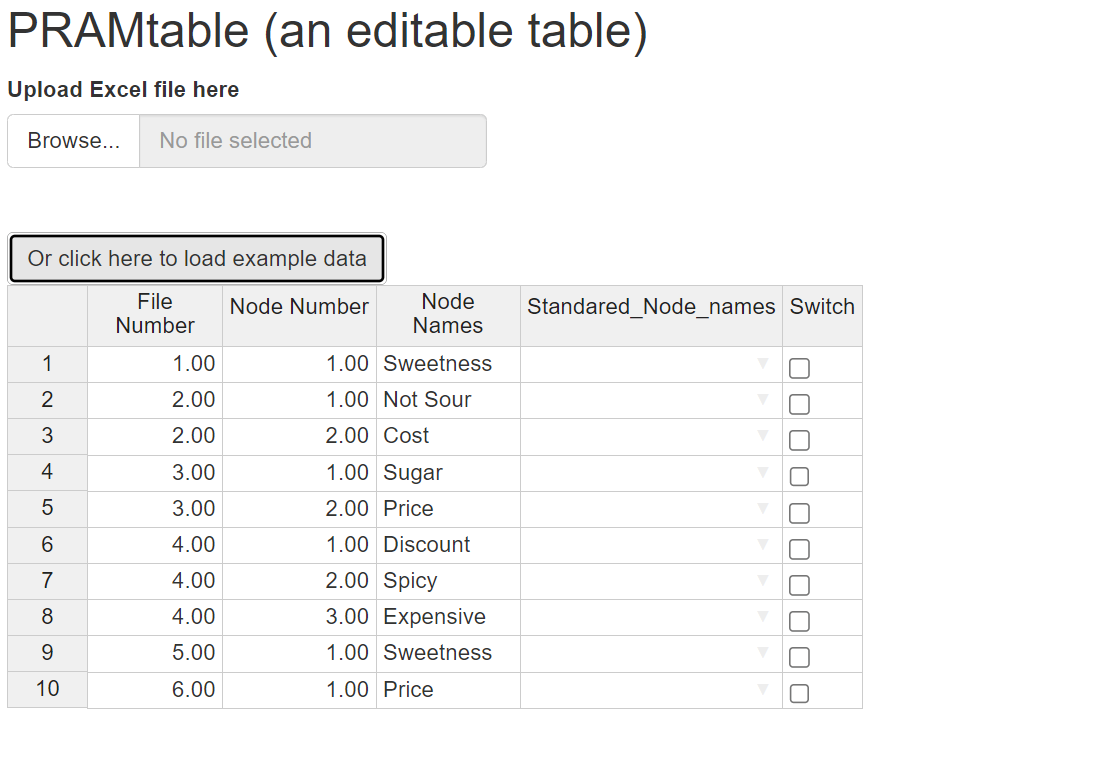 PRAMtable (an editable table)
Upload Excel file here
Browse... No file selected
Or click here to load example data
File Number Node Number Node Names Standared_Node_names Switch
1 1.00 1.00 Sweetness
2 2.00 1.00 Not Sour
3 2.00 2.00 Cost
4 3.00 1.00 Sugar
5 3.00 2.00 Price
6 4.00 1.00 Discount
7 4.00 2.00 Spicy
8 4.00 3.00 Expensive
9 5.00 1.00 Sweetness
10 6.00 1.00 Price